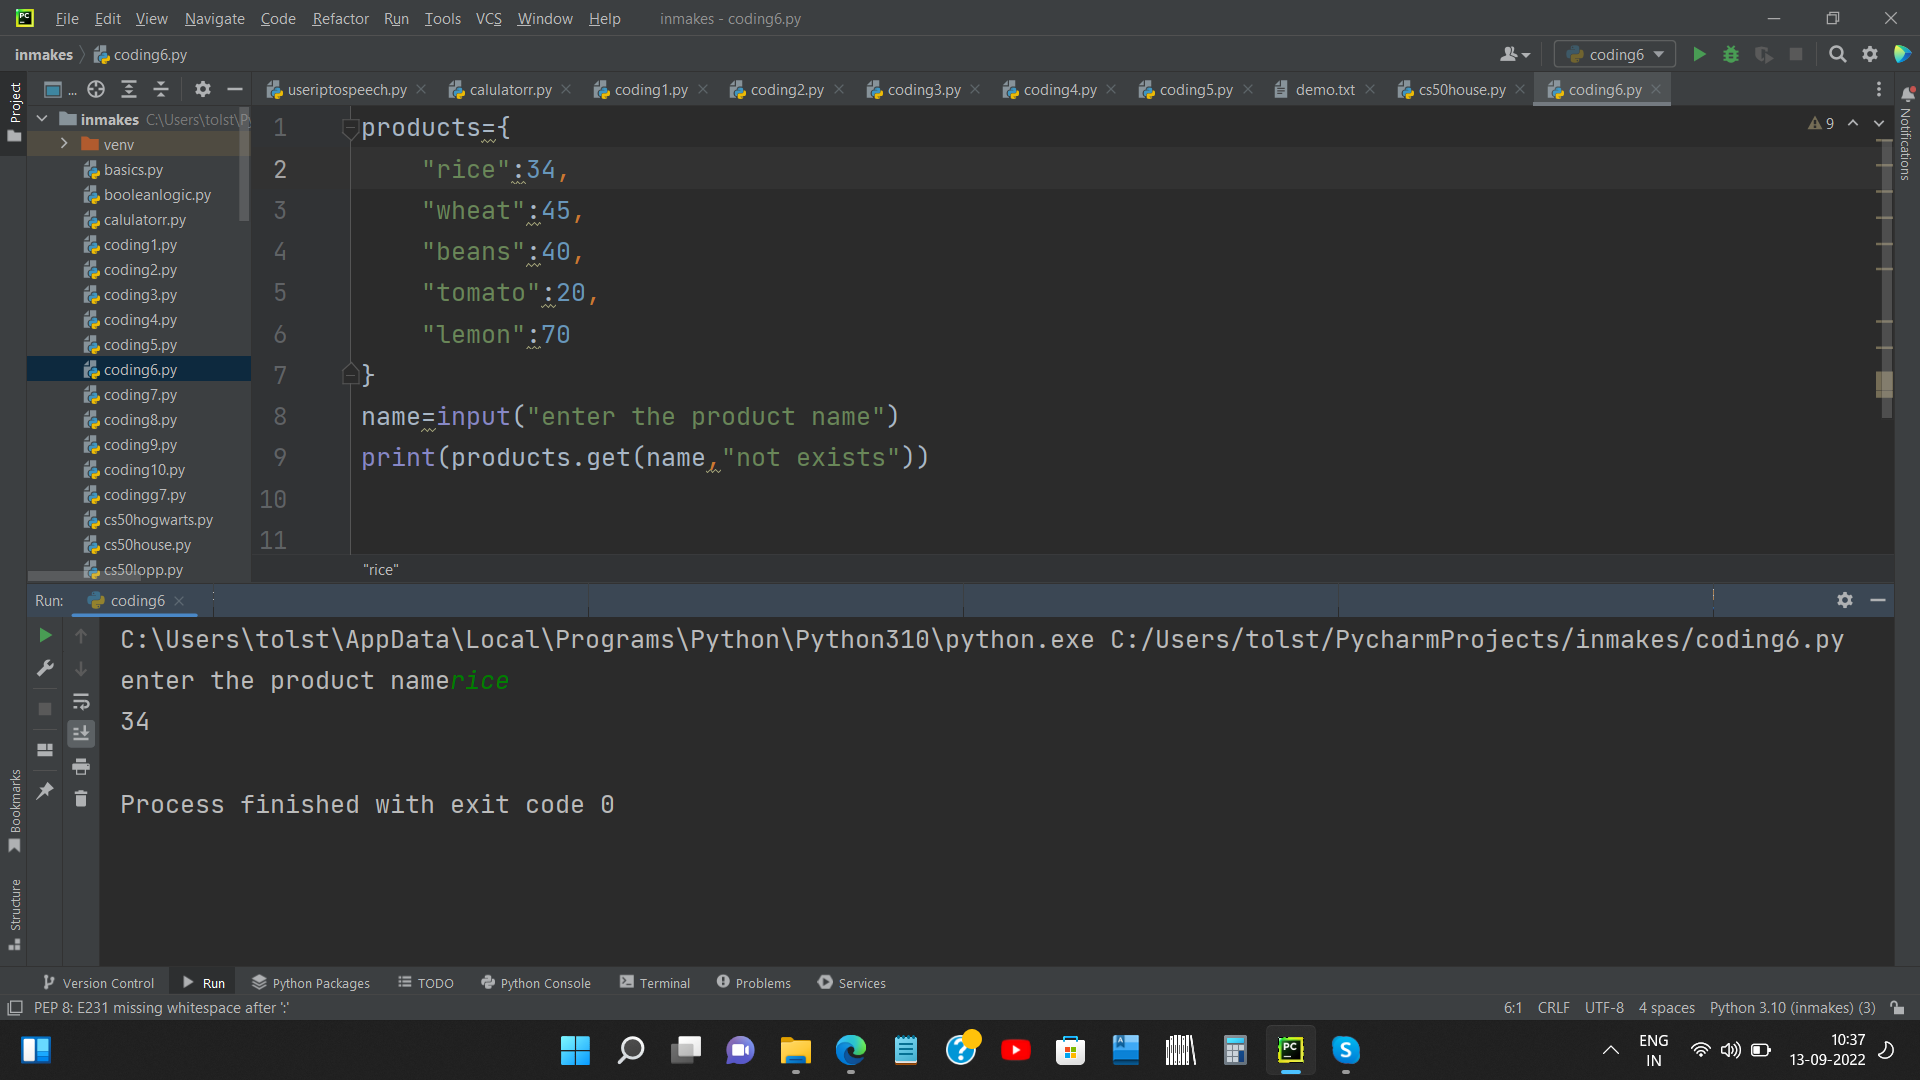 File Edit View Navigate Code Refactor Run Tools VCS Window Help inmakes - coding6.py
inmakes coding6.py
coding6
Project
...
useriptospeech.py calulatorr.py coding1.py coding2.py coding3.py coding4.py coding5.py demo.txt cs50house.py coding6.py
Notifications
inmakes C:\Users\tolst\Py
venv
basics.py
booleanlogic.py
calulatorr.py
coding1.py
coding2.py
coding3.py
coding4.py
coding5.py
coding6.py
coding7.py
coding8.py
coding9.py
coding10.py
codingg7.py
cs50hogwarts.py
cs50house.py
cs50lopp.py
9
1 products={
2 "rice":34,
3 "wheat":45,
4 "beans":40,
5 "tomato":20,
6 "lemon":70
7 }
8 name=input("enter the product name")
9 print(products.get(name,"not exists"))
10
11
"rice"
Run: coding6
C:\Users\tolst\AppData\Local\Programs\Python\Python310\python.exe C:/Users/tolst/PycharmProjects/inmakes/coding6.py
enter the product namerice
34
Process finished with exit code 0
Bookmarks
Structure
Version Control Run Python Packages TODO Python Console Terminal Problems Services
PEP 8: E231 missing whitespace after ':' 6:1 CRLF UTF-8 4 spaces Python 3.10 (inmakes) (3)
ENG
IN
10:37
13-09-2022